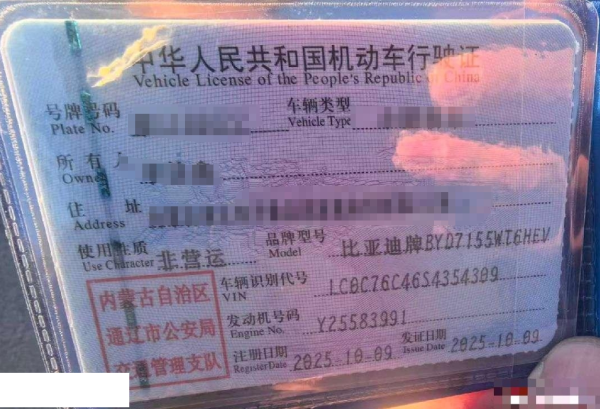 中华人民共和国机动车行驶证
Vehicle License of the People's Republic of China
号牌号码
Plate No.
车辆类型
Vehicle Type
所有人
Owner
住 址
Address
使用性质
Use Character
非营运
品牌型号
Model
比亚迪牌BYD7155WT6HEV
车辆识别代号
VIN
LC0C76C46S4354389
发动机号码
Engine No.
Y25583991
注册日期
Register Date
2025-10-09
发证日期
Issue Date
2025-10-09
内蒙古自治区
通辽市公安局
交通管理支队